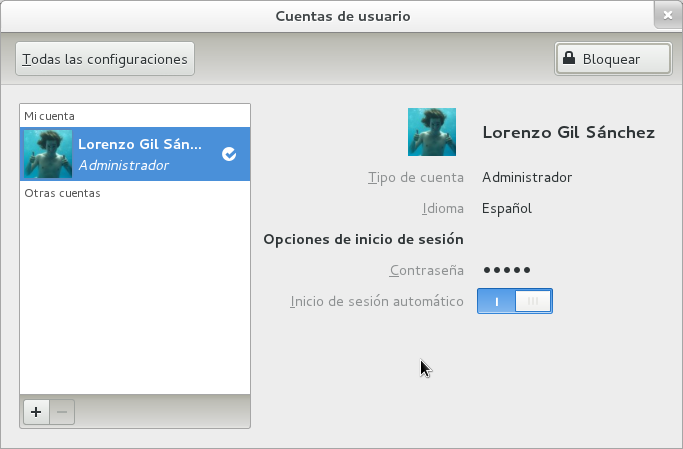 Cuentas de usuario
Todas las configuraciones
Bloquear
Mi cuenta
Lorenzo Gil Sán...
Administrador
Otras cuentas
Lorenzo Gil Sánchez
Tipo de cuenta Administrador
Idioma Español
Opciones de inicio de sesión
Contraseña •••••
Inicio de sesión automático